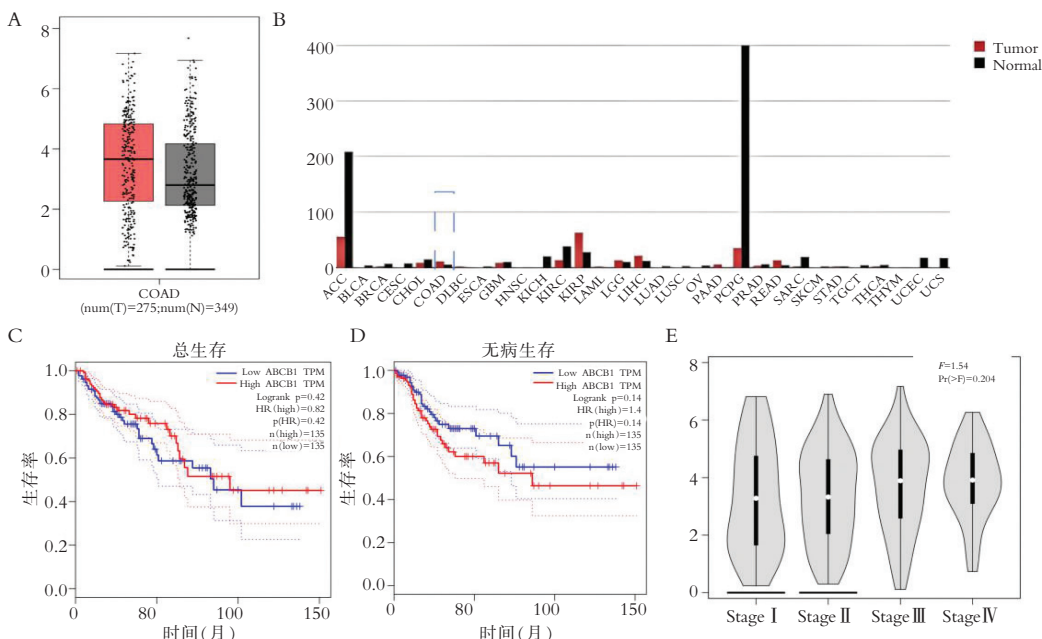 A
8
6
4
2
0
COAD
(num(T)=275;num(N)=349)
B
400
300
200
100
0
Tumor
Normal
ACC
BLCA
BRCA
CESC
CHOL
COAD
DLBC
ESCA
GBM
HNSC
KICH
KIRC
KIRP
LAML
LGG
LIHC
LUAD
LUSC
OV
PAAD
PCPG
PRAD
READ
SARC
SKCM
STAD
TGCT
THCA
THYM
UCEC
UCS
C
总生存
Low ABCB1 TPM
High ABCB1 TPM
Logrank p=0.42
HR(high)=0.82
p(HR)=0.42
n(high)=135
n(low)=135
生存率
1.0
0.8
0.6
0.4
0.2
0.0
0 80 100 150
时间(月)
D
无病生存
Low ABCB1 TPM
High ABCB1 TPM
Logrank p=0.14
HR(high)=1.4
p(HR)=0.14
n(high)=135
n(low)=135
生存率
1.0
0.8
0.6
0.4
0.2
0.0
0 80 100 150
时间(月)
E
F=1.54
Pr(>F)=0.204
8
6
4
2
0
Stage Ⅰ Stage Ⅱ Stage Ⅲ Stage Ⅳ